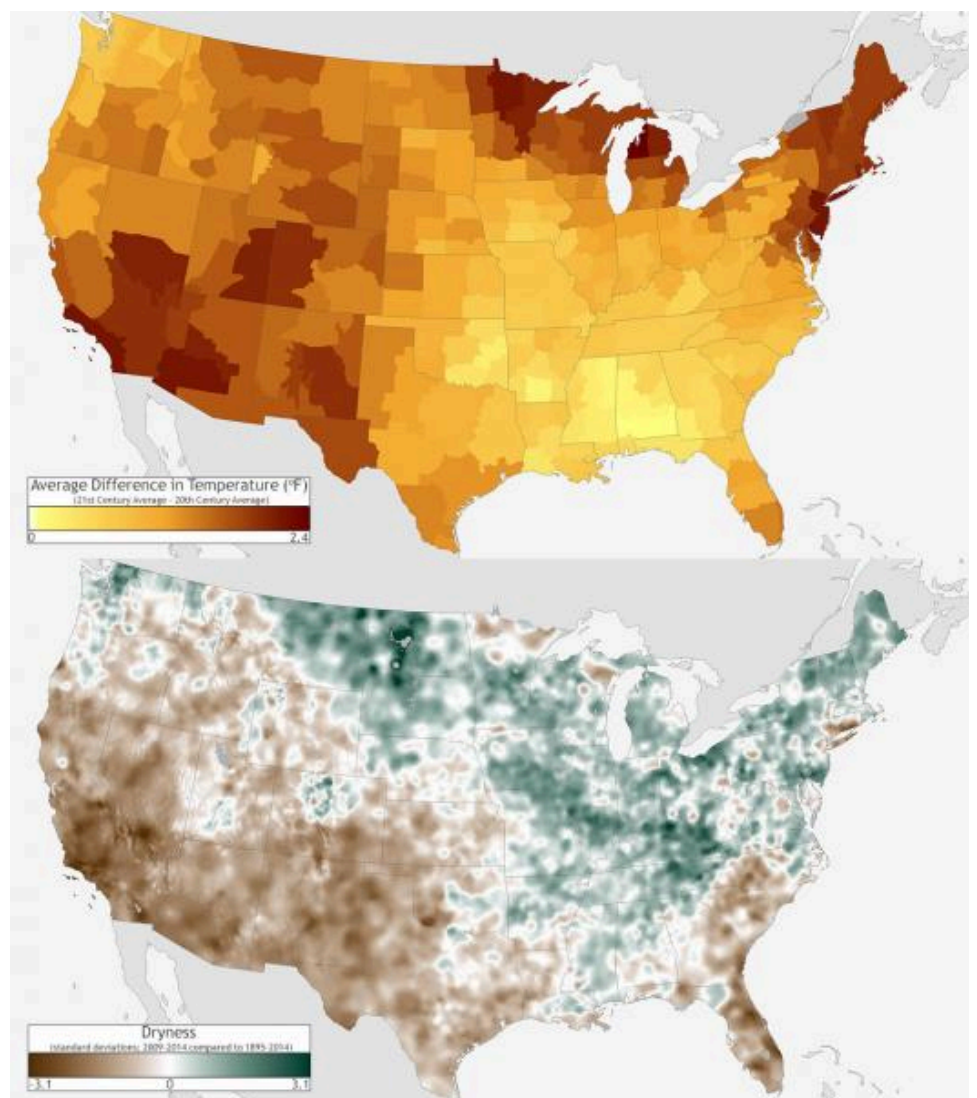 Average Difference in Temperature (°F)
(21st Century Average - 20th Century Average)
0 2.4
Dryness
(standard deviations: 2009-2014 compared to 1895-2014)
-3.1 0 3.1